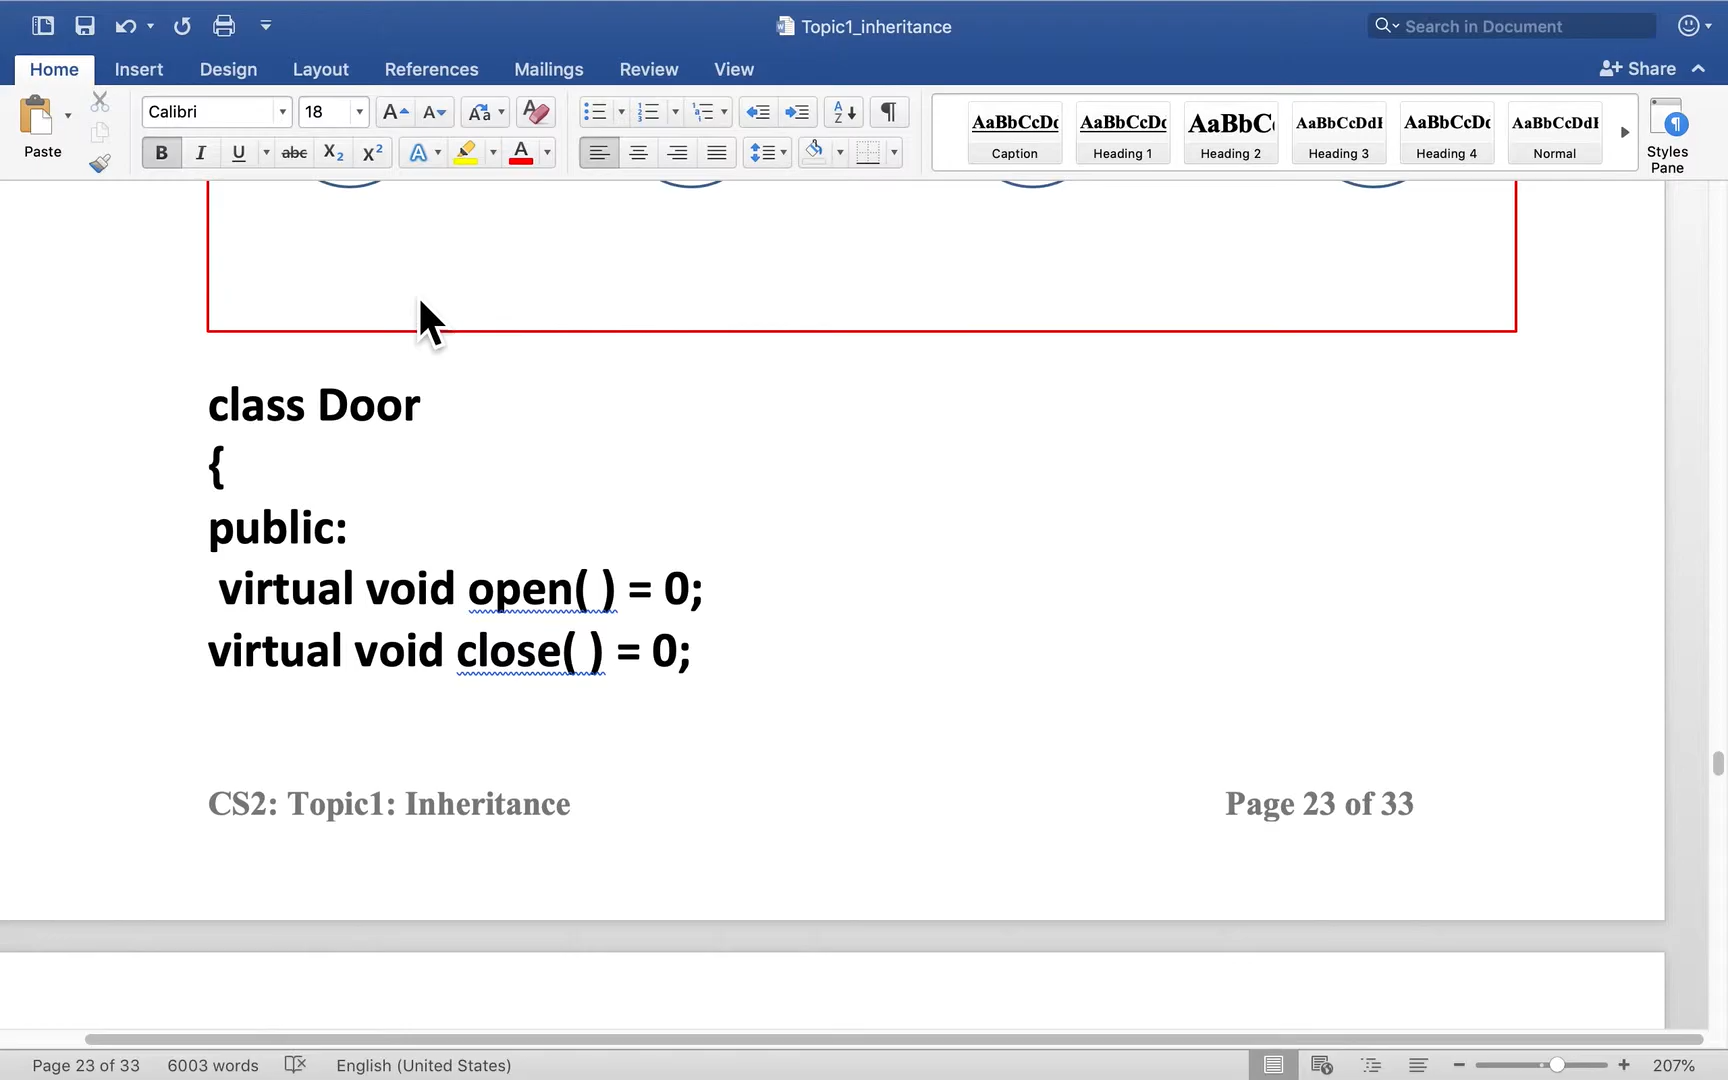 Topic1_inheritance
Search in Document
Home Insert Design Layout References Mailings Review View Share
Paste
Calibri 18
B I U abc X2 X2 A A
AaBbCcDc AaBbCcDc AaBbC AaBbCcDdI AaBbCcDc AaBbCcDdI
Caption Heading 1 Heading 2 Heading 3 Heading 4 Normal
Styles
Pane
class Door
{
public:
virtual void open( ) = 0;
virtual void close( ) = 0;
CS2: Topic1: Inheritance Page 23 of 33
Page 23 of 33 6003 words English (United States) 207%